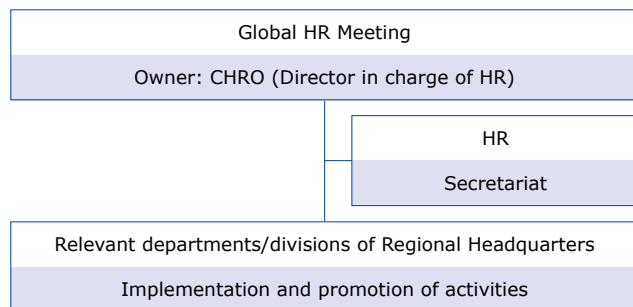 Global HR Meeting
Owner: CHRO (Director in charge of HR)
HR
Secretariat
Relevant departments/divisions of Regional Headquarters
Implementation and promotion of activities